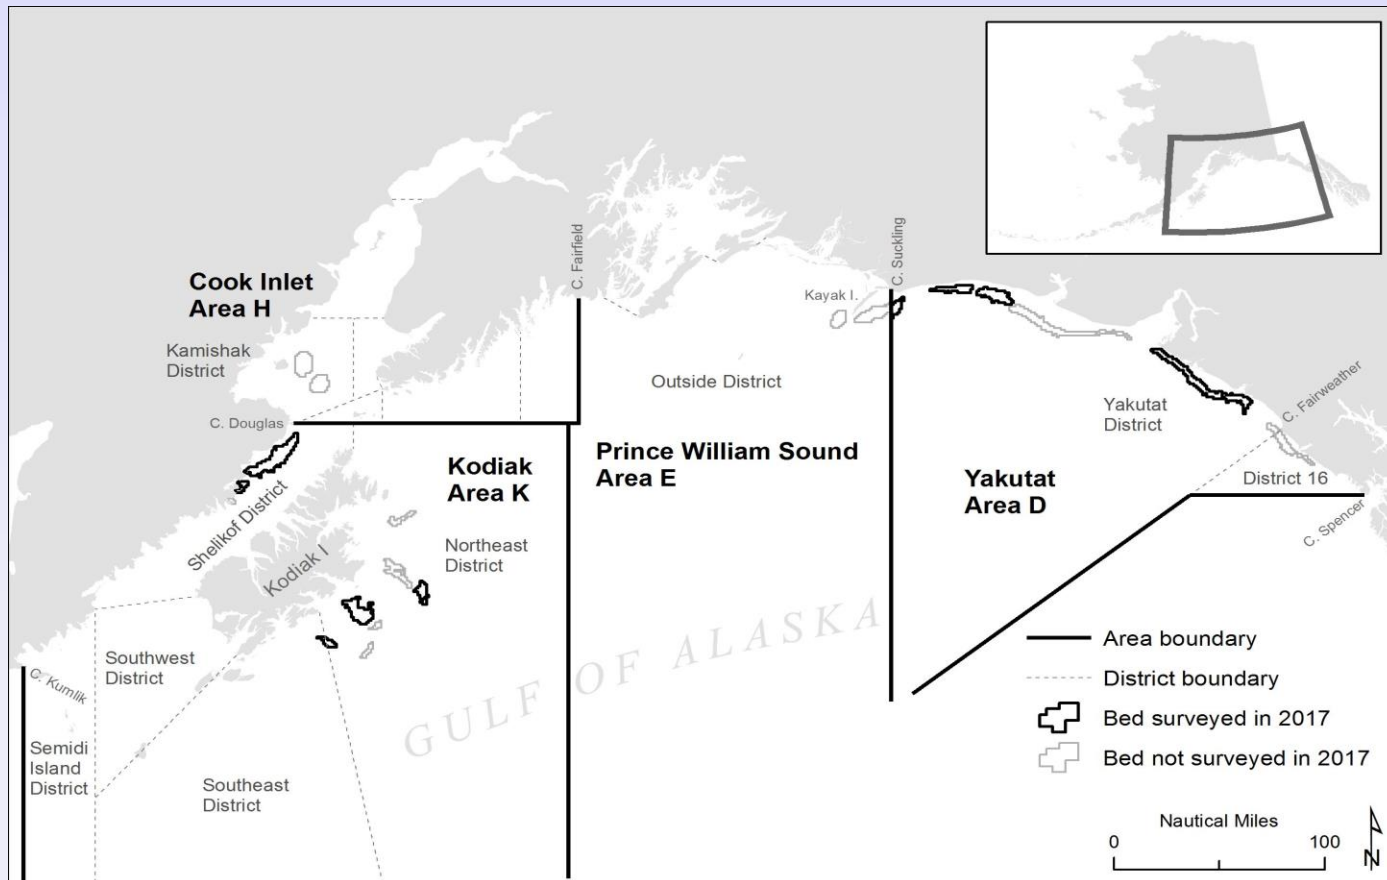 Cook Inlet
Area H
Kamishak
District
C. Fairfield
C. Suckling
Kayak I.
Outside District
C. Douglas
Kodiak
Area K
Prince William Sound
Area E
Yakutat
District
C. Fairweather
Yakutat
Area D
District 16
C. Spencer
Shelikof District
Kodiak I
Northeast
District
Southwest
District
C. Kumlik
Semidi
Island
District
Southeast
District
GULF OF ALASKA
Area boundary
District boundary
Bed surveyed in 2017
Bed not surveyed in 2017
Nautical Miles
0 100
N